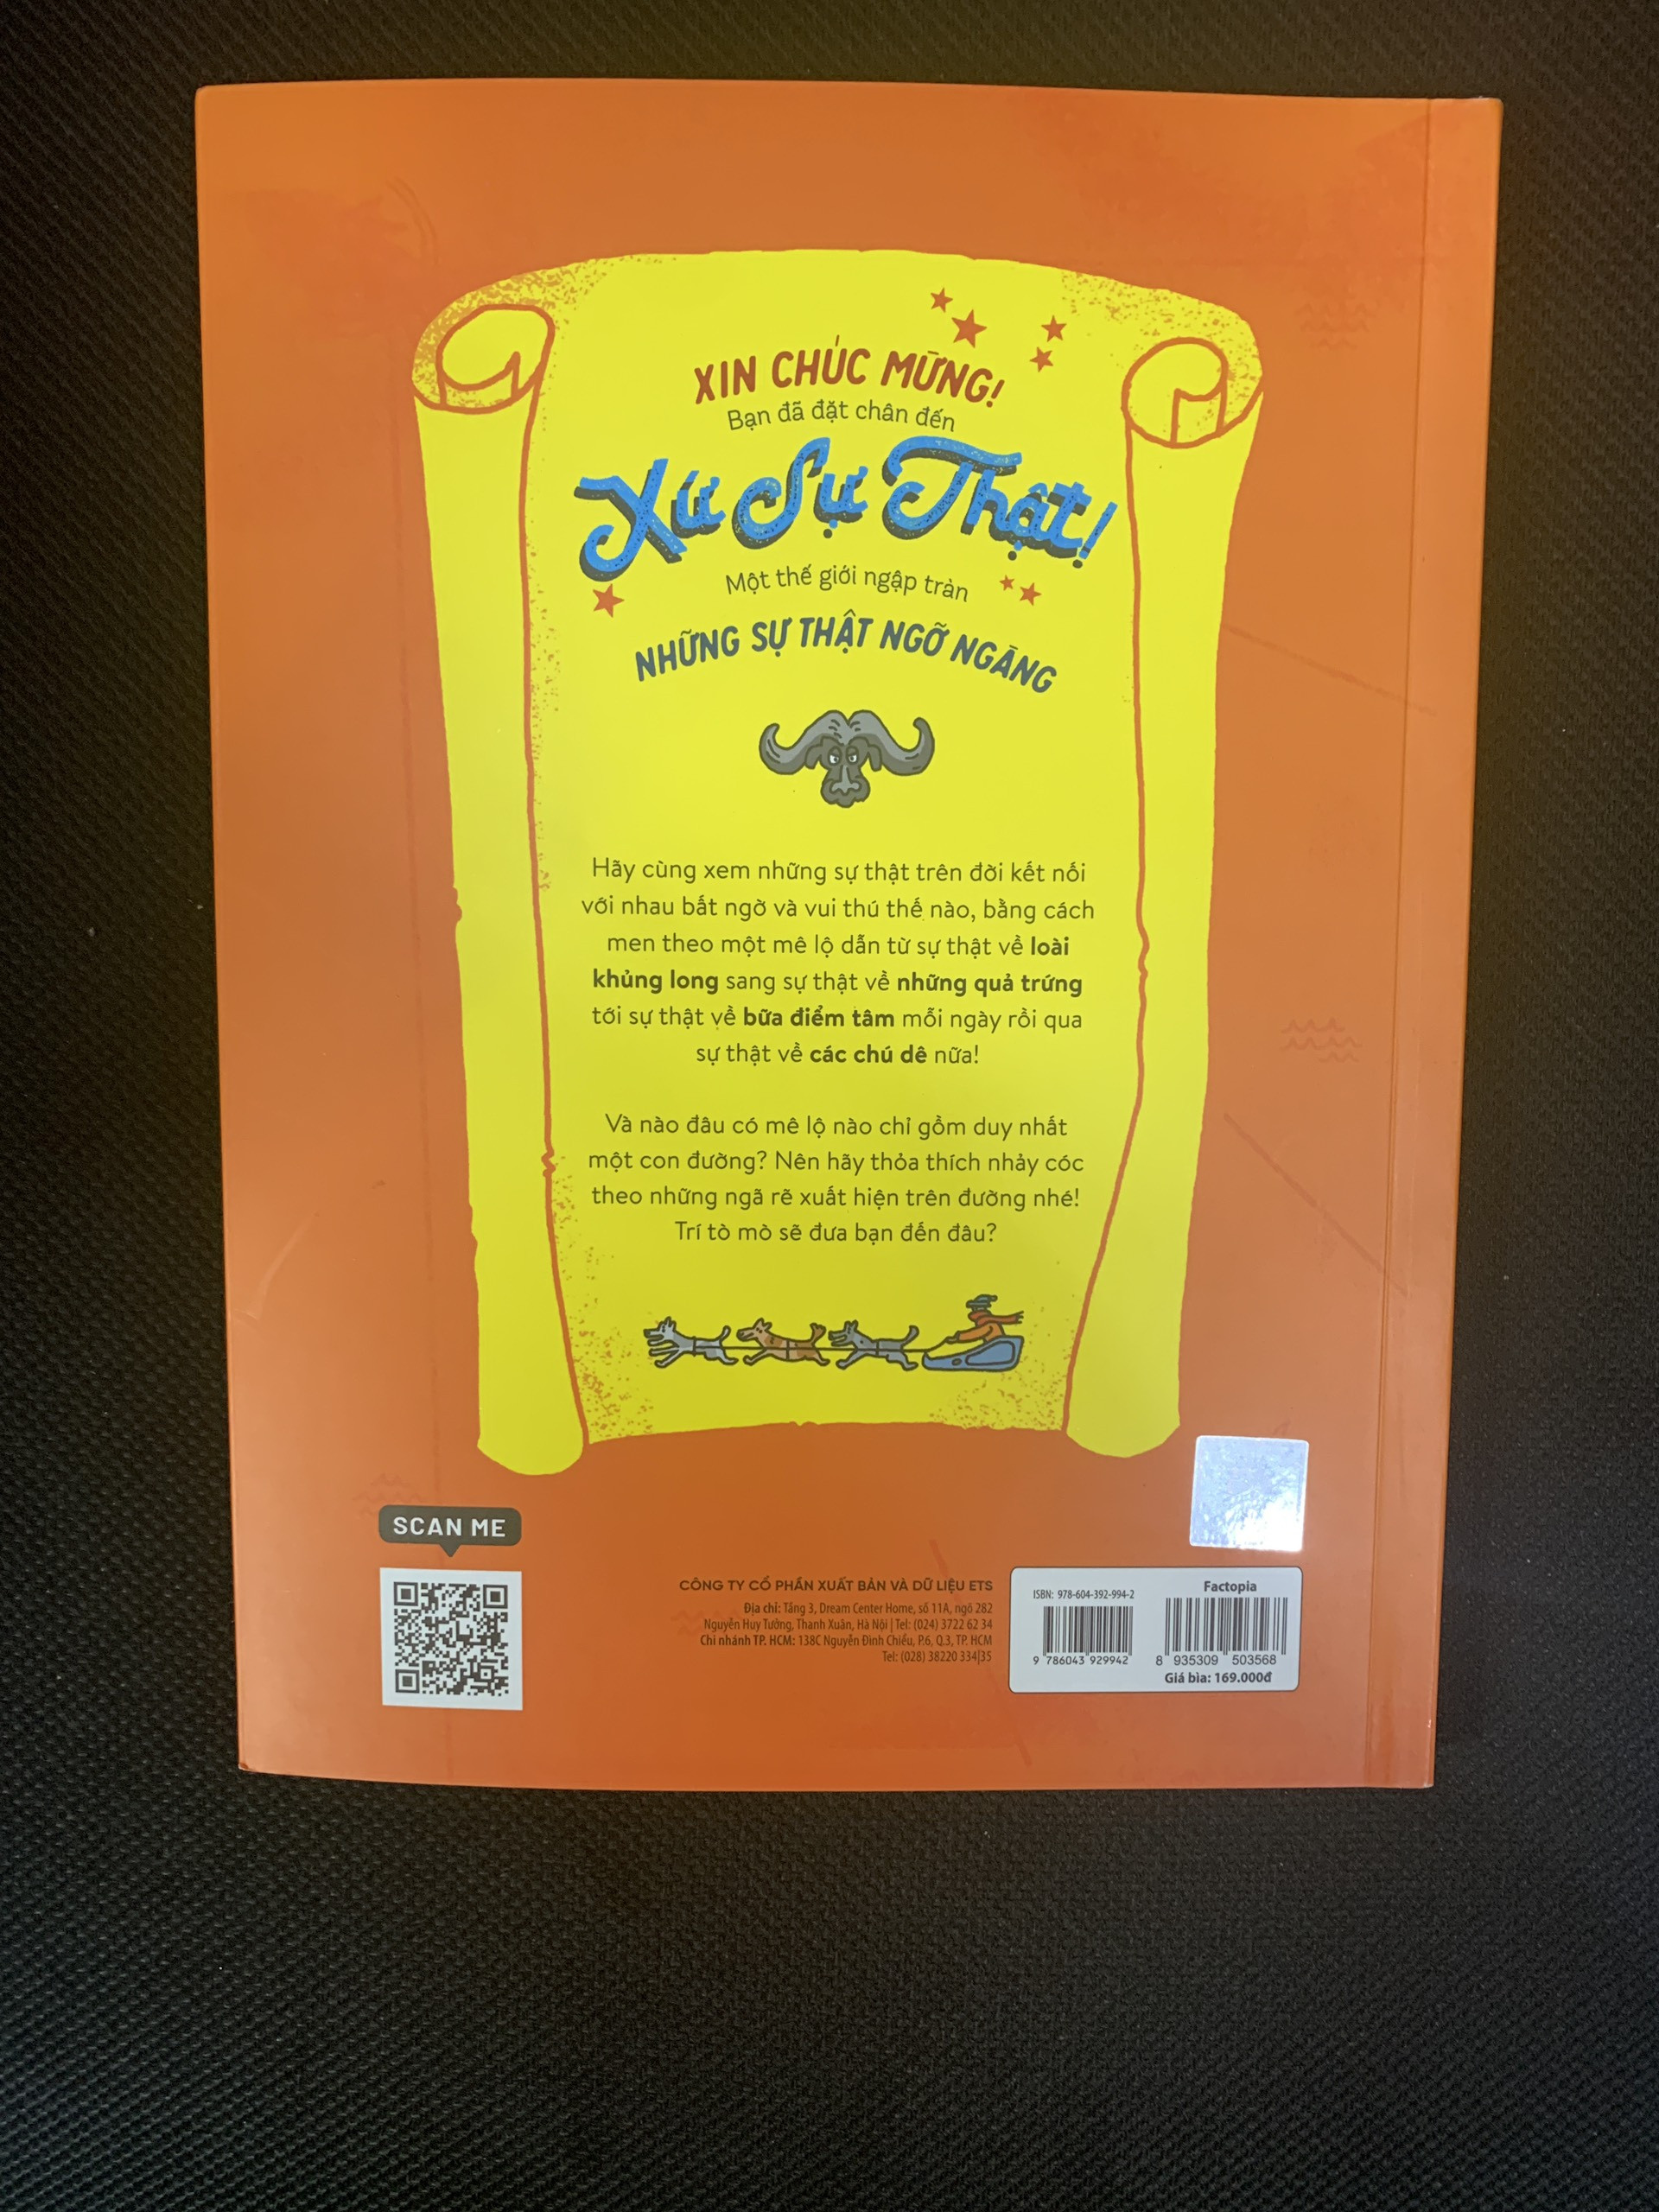 XIN CHÚC MỪNG!
Bạn đã đặt chân đến
Xứ Sự Thật!
Một thế giới ngập tràn
NHỮNG SỰ THẬT NGỠ NGÀNG
Hãy cùng xem những sự thật trên đời kết nối
với nhau bất ngờ và vui thú thế nào, bằng cách
men theo một mê lộ dẫn từ sự thật về loài
khủng long sang sự thật về những quả trứng
tới sự thật về bữa điểm tâm mỗi ngày rồi qua
sự thật về các chú dê nữa!
Và nào đâu có mê lộ nào chỉ gồm duy nhất
một con đường? Nên hãy thỏa thích nhảy cóc
theo những ngã rẽ xuất hiện trên đường nhé!
Trí tò mò sẽ đưa bạn đến đâu?
SCAN ME
CÔNG TY CỔ PHẦN XUẤT BẢN VÀ DỮ LIỆU ETS
Địa chỉ: Tầng 3, Dream Center Home, số 11A, ngõ 282
Nguyễn Huy Tưởng, Thanh Xuân, Hà Nội | Tel: (024) 3722 62 34
Chi nhánh TP. HCM: 138C Nguyễn Đình Chiểu, P.6, Q.3, TP. HCM
Tel: (028) 38220 334|35
ISBN: 978-604-392-994-2
9 786043 929942
Factopia
8 935309 503568
Giá bìa: 169.000đ